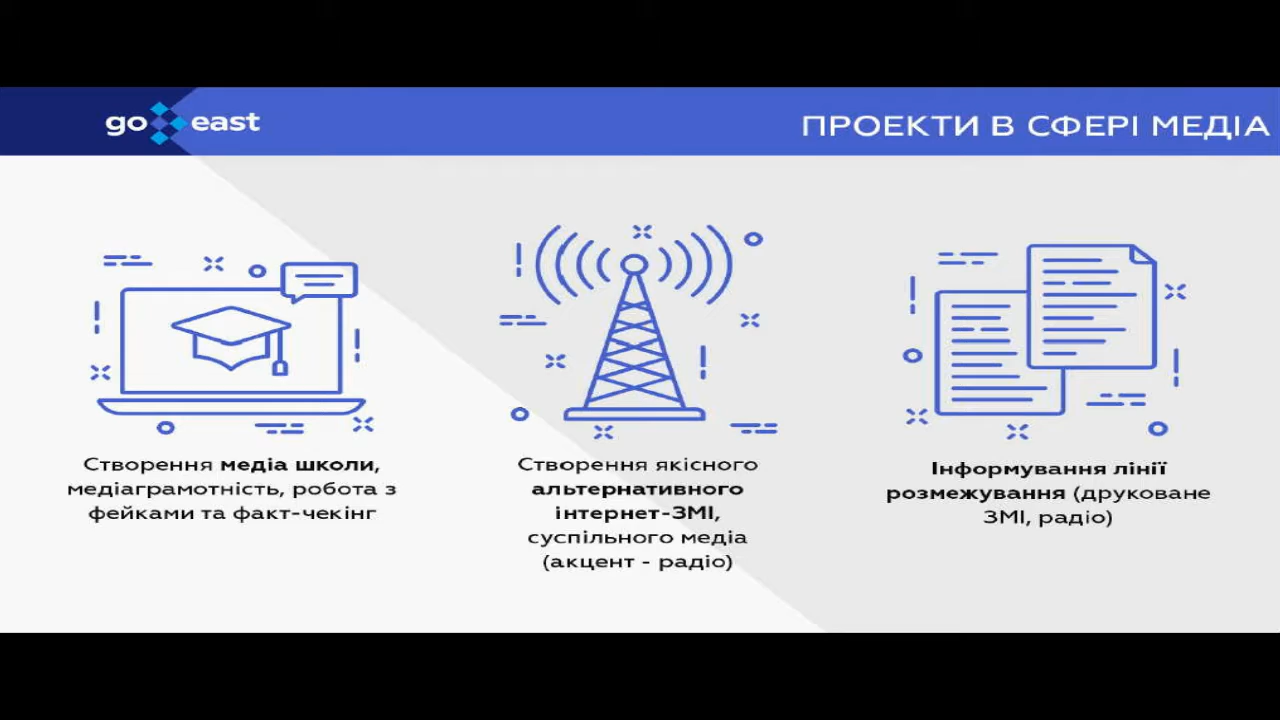 go east
ПРОЕКТИ В СФЕРІ МЕДІА
Створення медіа школи,
медіаграмотність, робота з
фейками та факт-чекінг
Створення якісного
альтернативного
інтернет-ЗМІ,
суспільного медіа
(акцент - радіо)
Інформування лінії
розмежування (друковане
ЗМІ, радіо)